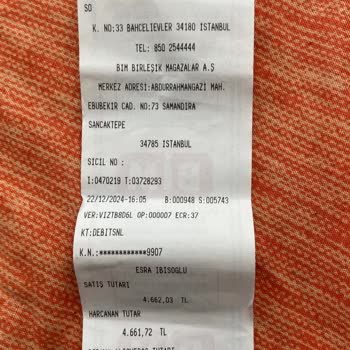 SO
K. NO:33 BAHCELIEVLER 34180 ISTANBUL
TEL: 850 2544444
BIM BIRLEŞIK MAGAZALAR A.Ş
MERKEZ ADRESI:ABDURRAHMANGAZI MAH.
EBUBEKIR CAD. NO:73 SAMANDIRA
SANCAKTEPE
34785 ISTANBUL
SICIL NO :
I:0470219 T:03728293
22/12/2024-16:05 B:000948 S:005743
VER:VIZTB8D6L OP:000007 ECR:37
KT:DEBITSNL
K.N.:************9907
ESRA IBISOGLU
SATIŞ TUTARI
4.662,03 TL
HARCANAN TUTAR
4.661,72 TL